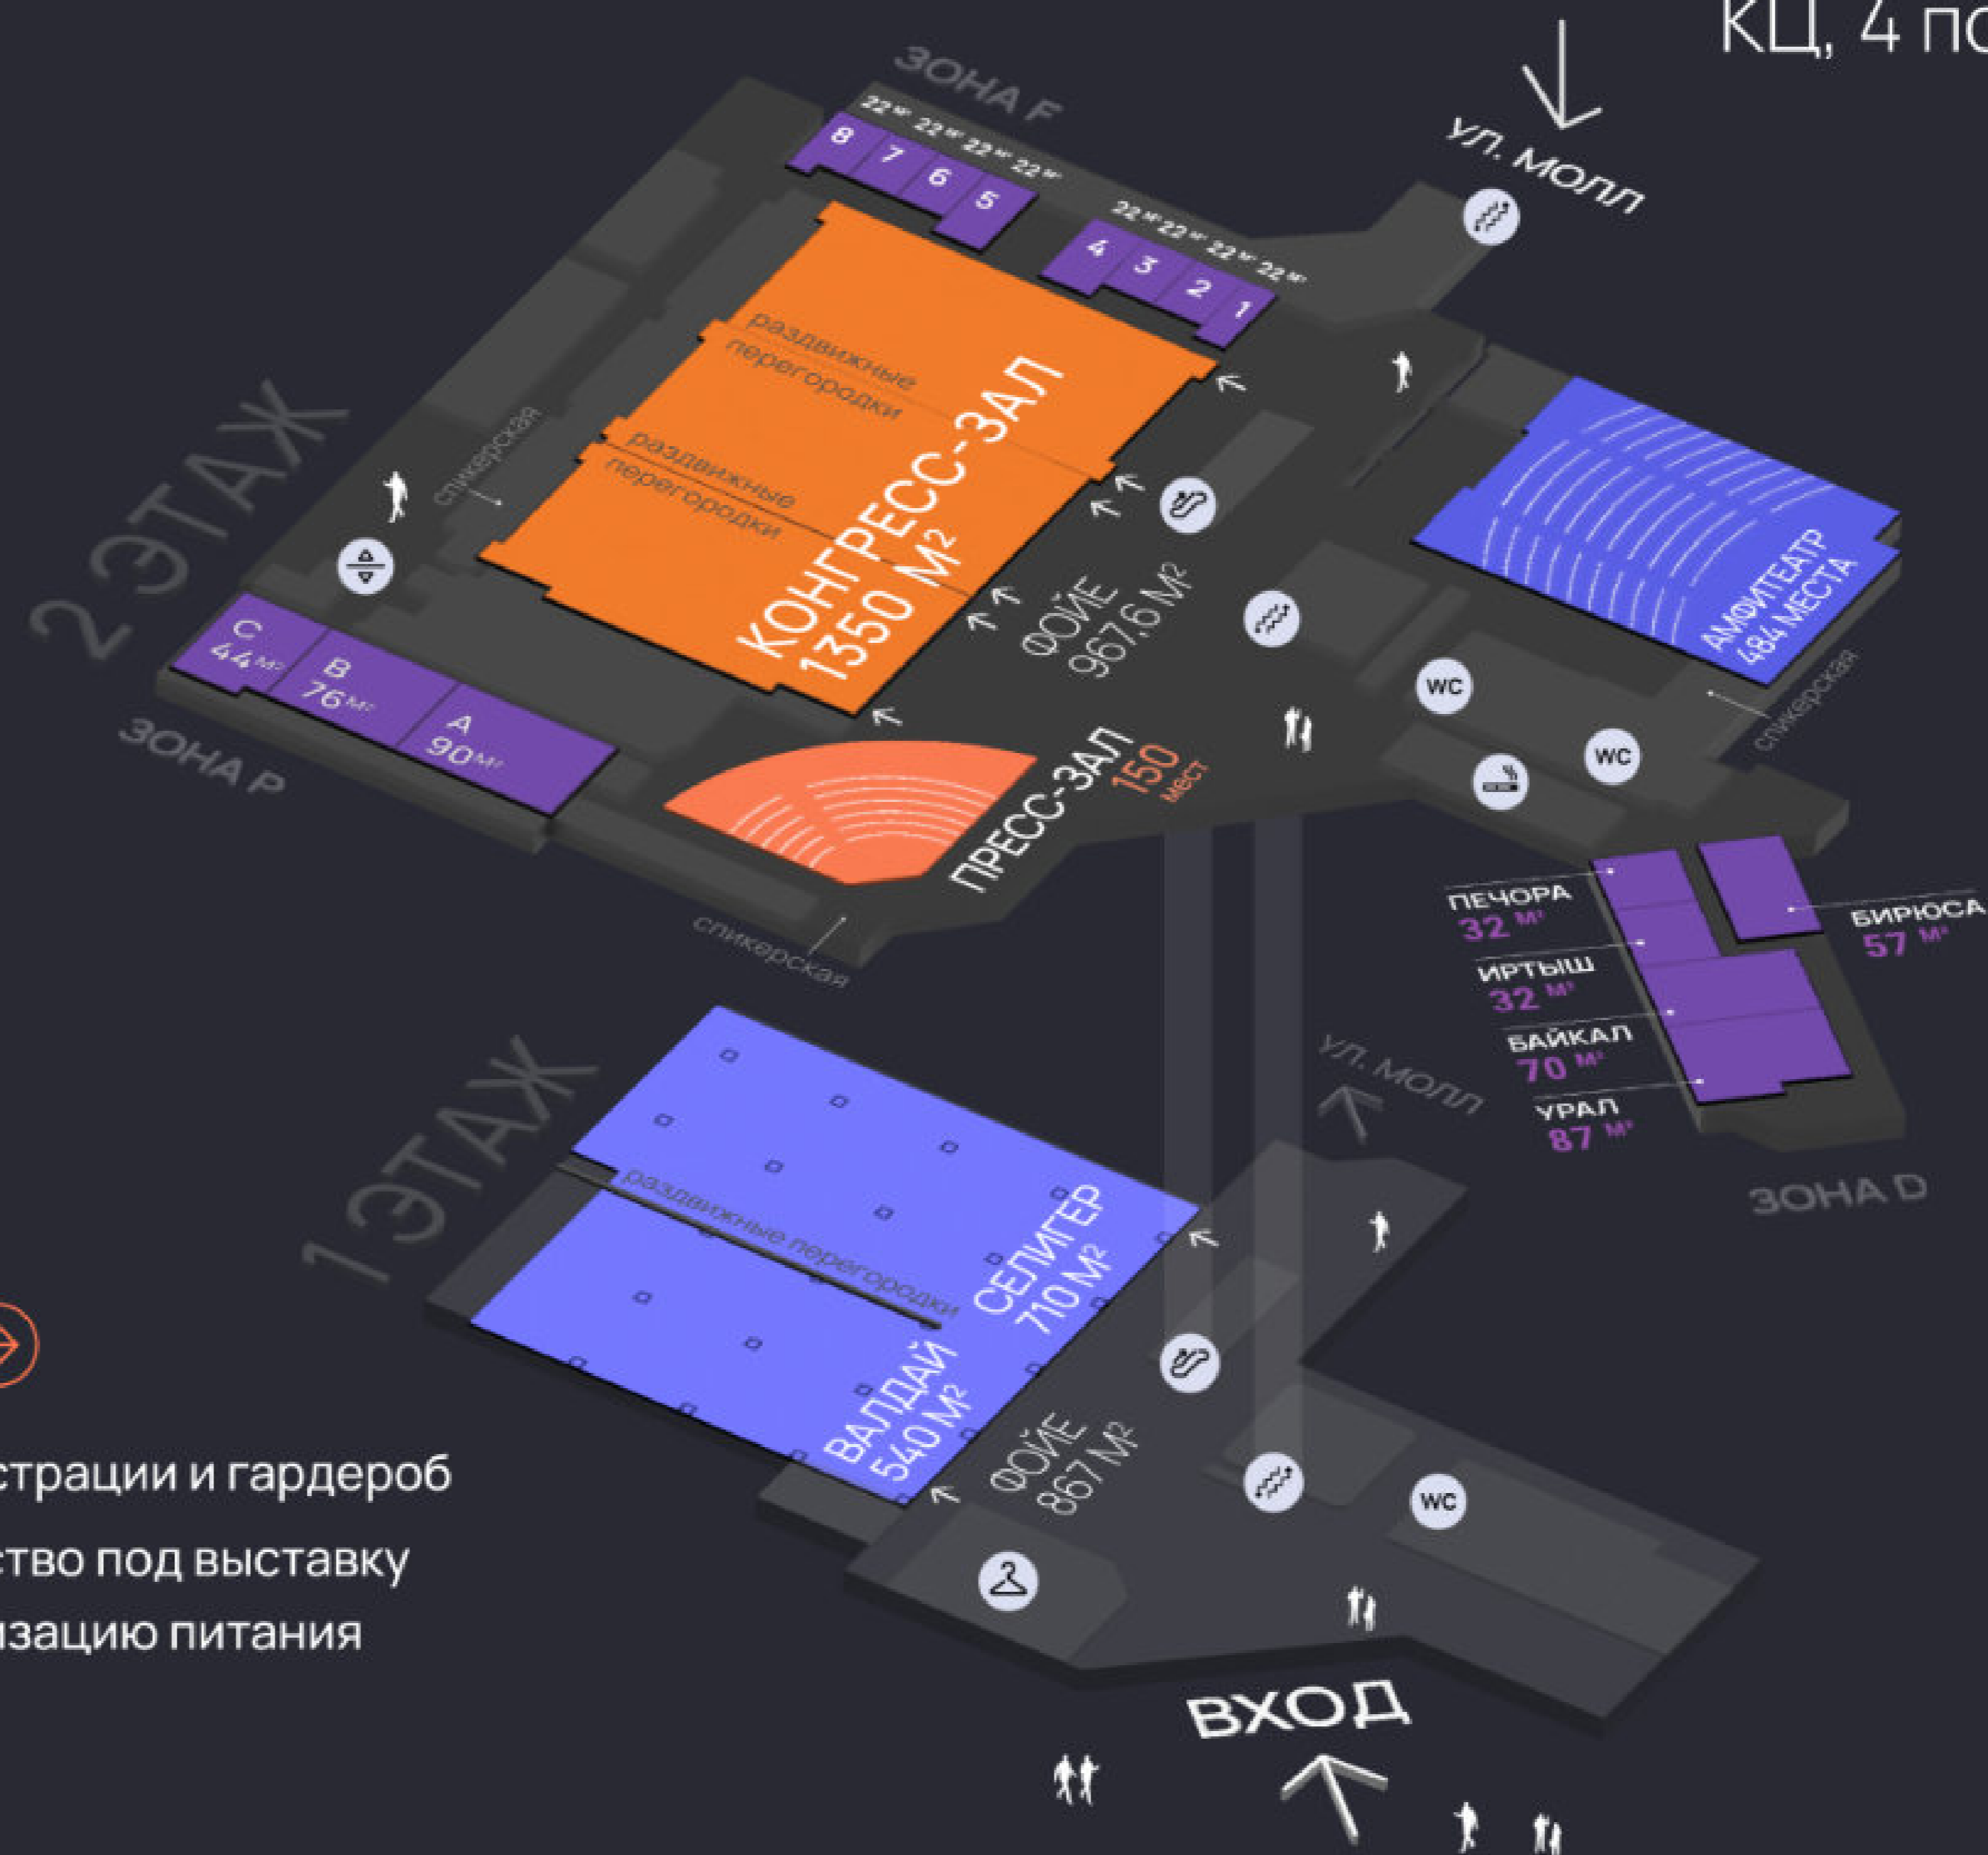 КЦ, 4 по
УЛ. МОЛЛ
ЗОНА F
22 М² 22 М² 22 М² 22 М²
8 7 6 5
22 М² 22 М² 22 М² 22 М²
4 3 2 1
2 ЭТАЖ
раздвижные
перегородки
раздвижные
перегородки
КОНГРЕСС-ЗАЛ
1350 М²
спикерская
ФОЙЕ
967,6 М²
АМФИТЕАТР
484 МЕСТА
спикерская
WC
WC
C
44 М²
B
76 М²
A
90 М²
ЗОНА P
ПРЕСС-ЗАЛ
150
мест
спикерская
ПЕЧОРА
32 М²
ИРТЫШ
32 М²
БАЙКАЛ
70 М²
УРАЛ
87 М²
БИРЮСА
57 М²
ЗОНА D
1 ЭТАЖ
УЛ. МОЛЛ
раздвижные перегородки
СЕЛИГЕР
710 М²
ВАЛДАЙ
540 М²
ФОЙЕ
867 М²
WC
страции и гардероб
ство под выставку
изацию питания
ВХОД